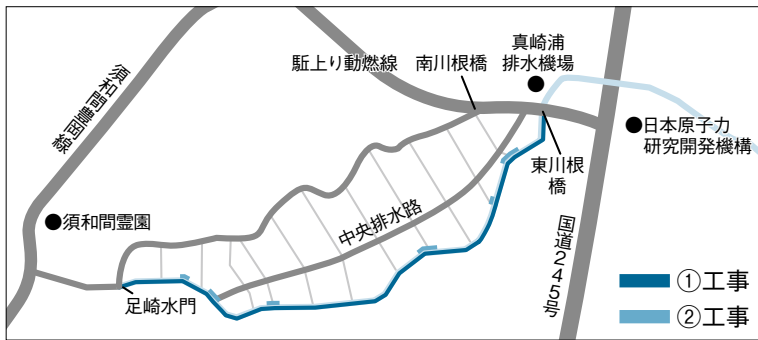 須和間豊岡線
駈上り動燃線
南川根橋
真崎浦
排水機場
●日本原子力
研究開発機構
東川根
橋
●須和間霊園
中央排水路
国道245号
足崎水門
①工事
②工事